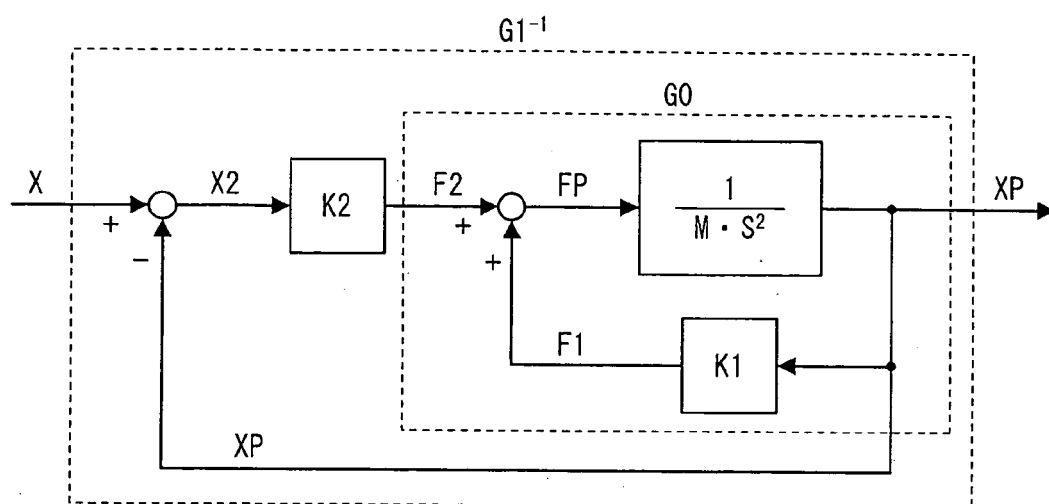 G1⁻¹
G0
X
+
−
X2
K2
F2
+
+
FP
1
M · S²
XP
F1
K1
XP